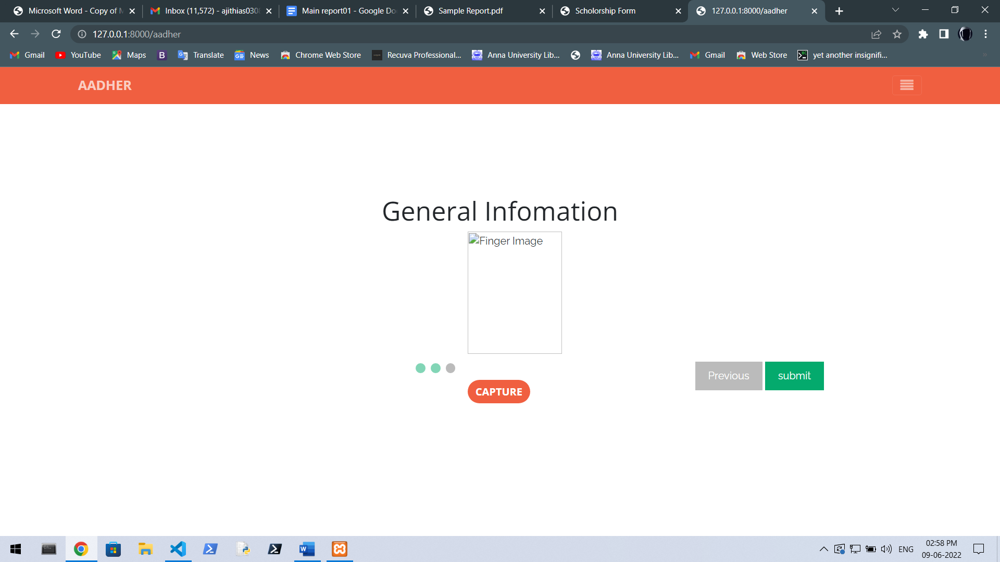 Microsoft Word - Copy of M
Inbox (11,572) - ajithias030
Main report01 - Google Do
Sample Report.pdf
Scholorship Form
127.0.0.1:8000/aadher
127.0.0.1:8000/aadher
Gmail
YouTube
Maps
B
Translate
News
Chrome Web Store
Recuva Professional...
Anna University Lib...
Anna University Lib...
Gmail
Web Store
yet another insignifi...
AADHER
General Infomation
Finger Image
Previous
submit
CAPTURE
ENG
02:58 PM
09-06-2022